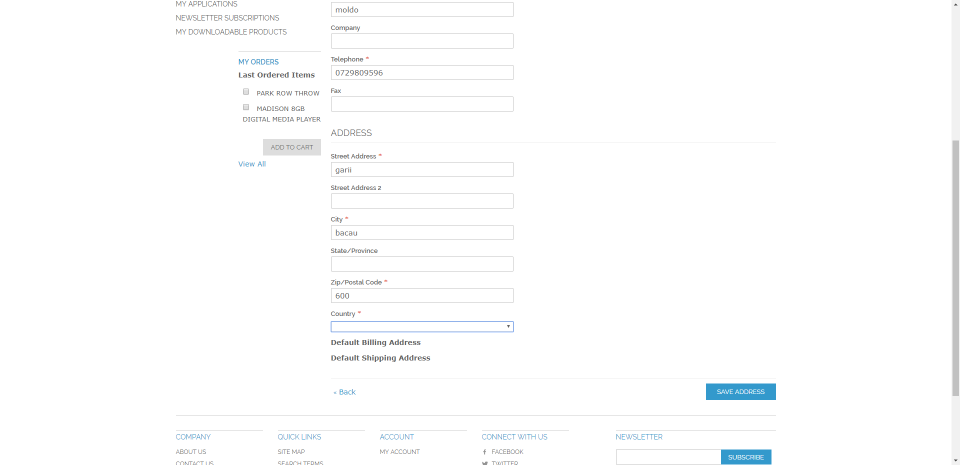 MY APPLICATIONS
NEWSLETTER SUBSCRIPTIONS
MY DOWNLOADABLE PRODUCTS
MY ORDERS
Last Ordered Items
PARK ROW THROW
MADISON 8GB
DIGITAL MEDIA PLAYER
ADD TO CART
View All
moldo
Company
Telephone *
0729809596
Fax
ADDRESS
Street Address *
garii
Street Address 2
City *
bacau
State/Province
Zip/Postal Code *
600
Country *
Default Billing Address
Default Shipping Address
« Back
SAVE ADDRESS
COMPANY
ABOUT US
CONTACT US
QUICK LINKS
SITE MAP
SEARCH TERMS
ACCOUNT
MY ACCOUNT
CONNECT WITH US
FACEBOOK
TWITTER
NEWSLETTER
SUBSCRIBE